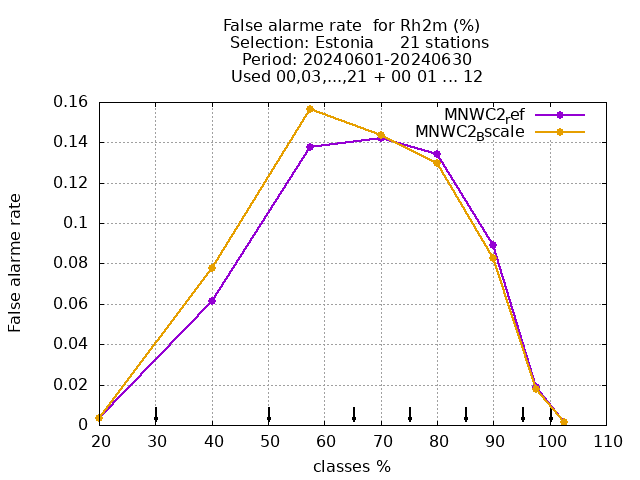 False alarme rate  for Rh2m (%)
Selection: Estonia    21 stations
Period: 20240601-20240630
Used 00,03,...,21 + 00 01 ... 12
MNWC2ref
MNWC2Bscale
False alarme rate
0.16
0.14
0.12
0.1
0.08
0.06
0.04
0.02
0
20 30 40 50 60 70 80 90 100 110
classes %